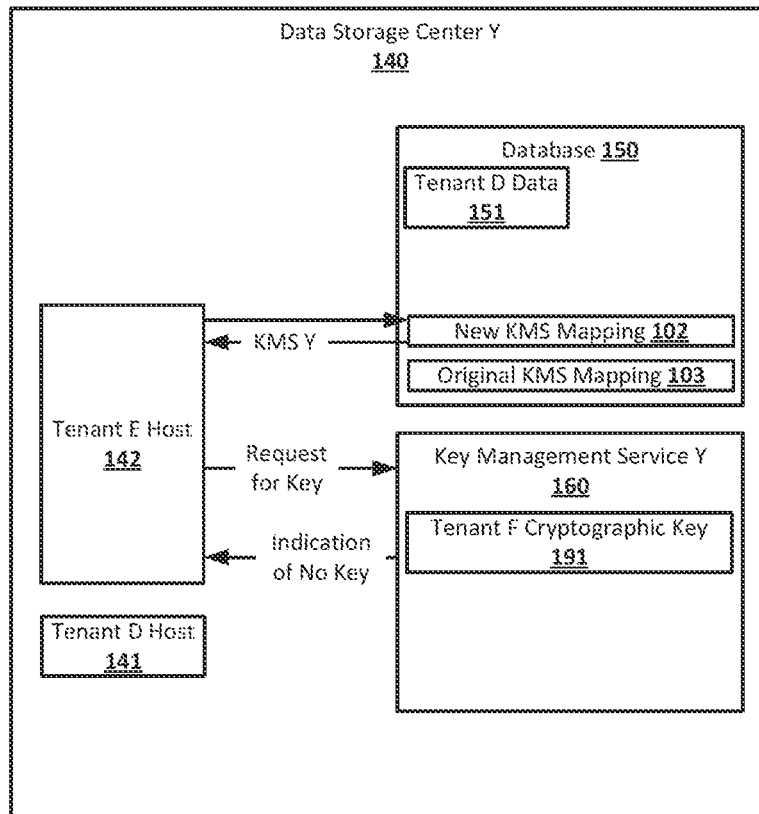 Data Storage Center Y
140
Database 150
Tenant D Data
151
New KMS Mapping 102
KMS Y
Original KMS Mapping 103
Tenant E Host
142
Request
for Key
Key Management Service Y
160
Tenant F Cryptographic Key
191
Indication
of No Key
Tenant D Host
141